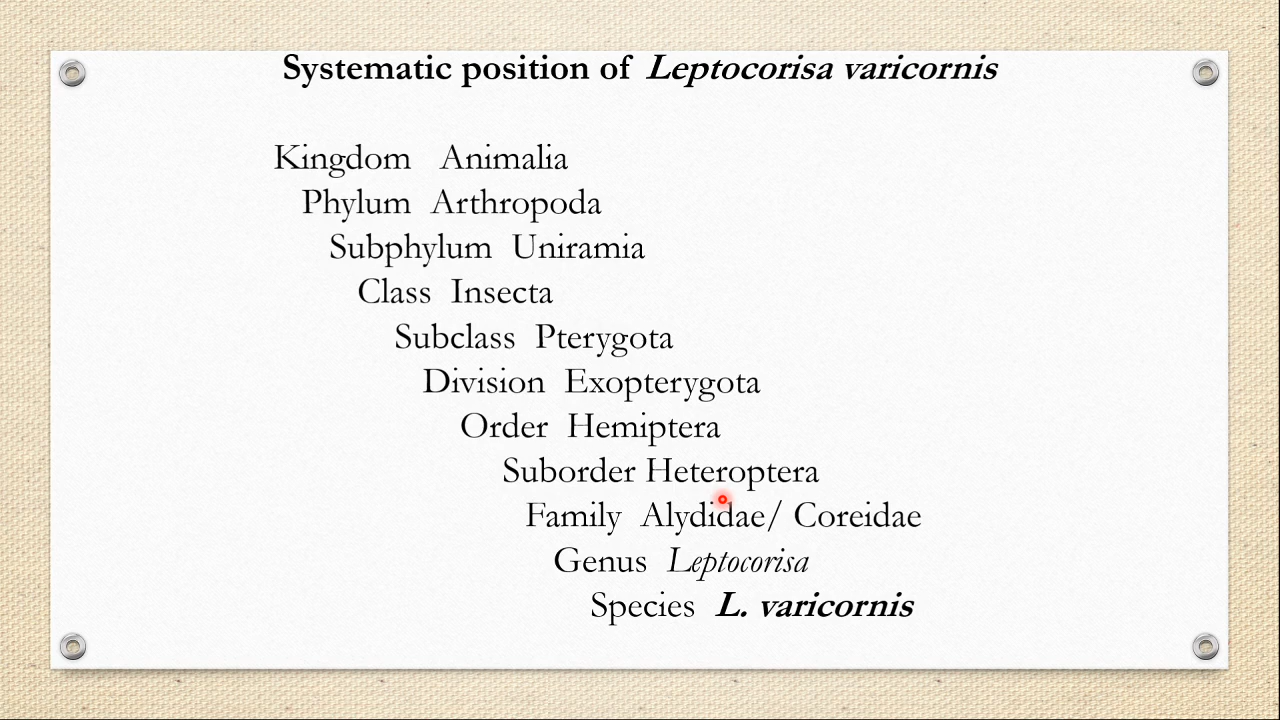 Systematic position of Leptocorisa varicornis
Kingdom Animalia
Phylum Arthropoda
Subphylum Uniramia
Class Insecta
Subclass Pterygota
Division Exopterygota
Order Hemiptera
Suborder Heteroptera
Family Alydidae/ Coreidae
Genus Leptocorisa
Species L. varicornis